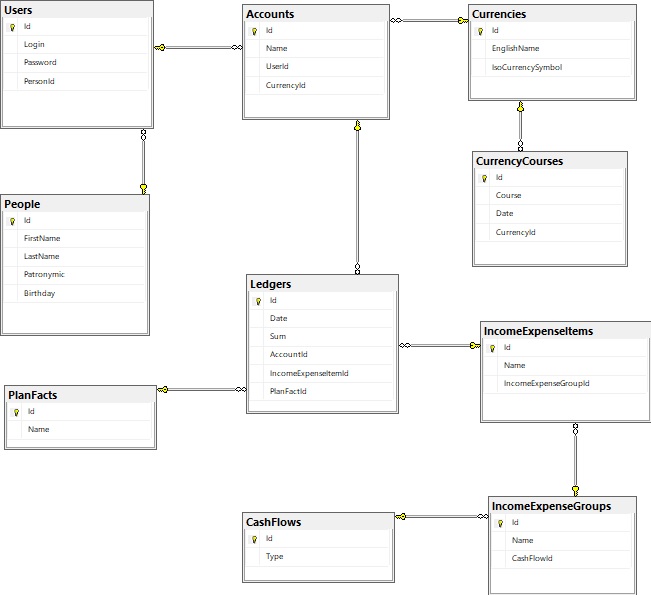 Users
Id
Login
Password
PersonId
Accounts
Id
Name
UserId
CurrencyId
Currencies
Id
EnglishName
IsoCurrencySymbol
CurrencyCourses
Id
Course
Date
CurrencyId
People
Id
FirstName
LastName
Patronymic
Birthday
Ledgers
Id
Date
Sum
AccountId
IncomeExpenseItemId
PlanFactId
IncomeExpenseItems
Id
Name
IncomeExpenseGroupId
PlanFacts
Id
Name
CashFlows
Id
Type
IncomeExpenseGroups
Id
Name
CashFlowId